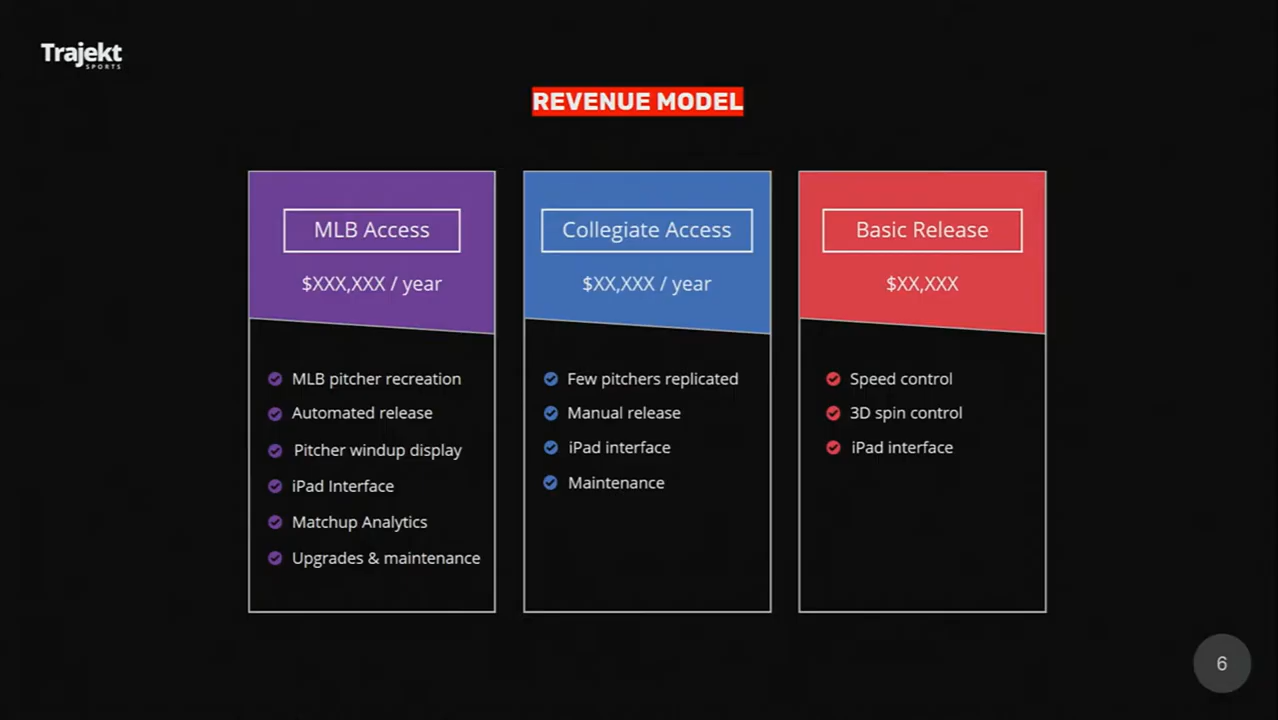 Trajekt
SPORTS
REVENUE MODEL
MLB Access
$XXX,XXX / year
MLB pitcher recreation
Automated release
Pitcher windup display
iPad Interface
Matchup Analytics
Upgrades & maintenance
Collegiate Access
$XX,XXX / year
Few pitchers replicated
Manual release
iPad interface
Maintenance
Basic Release
$XX,XXX
Speed control
3D spin control
iPad interface
6